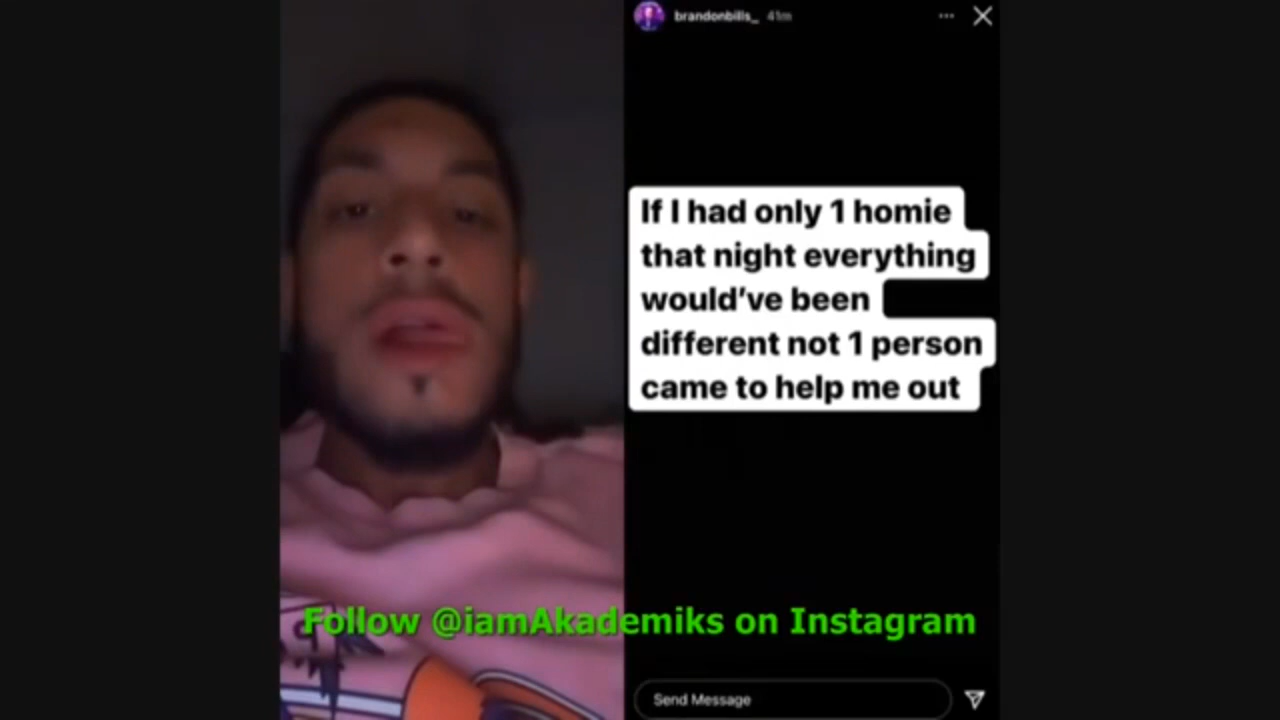 brandonbills_ 41m
If I had only 1 homie
that night everything
would've been
different not 1 person
came to help me out
Follow @iamAkademiks on Instagram
Send Message